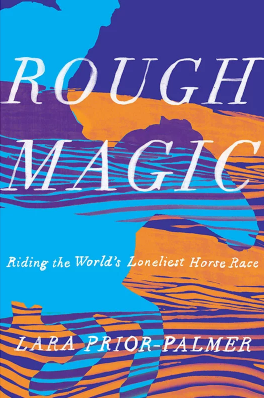 ROUGH
MAGIC
Riding the World's Loneliest Horse Race
LARA PRIOR-PALMER